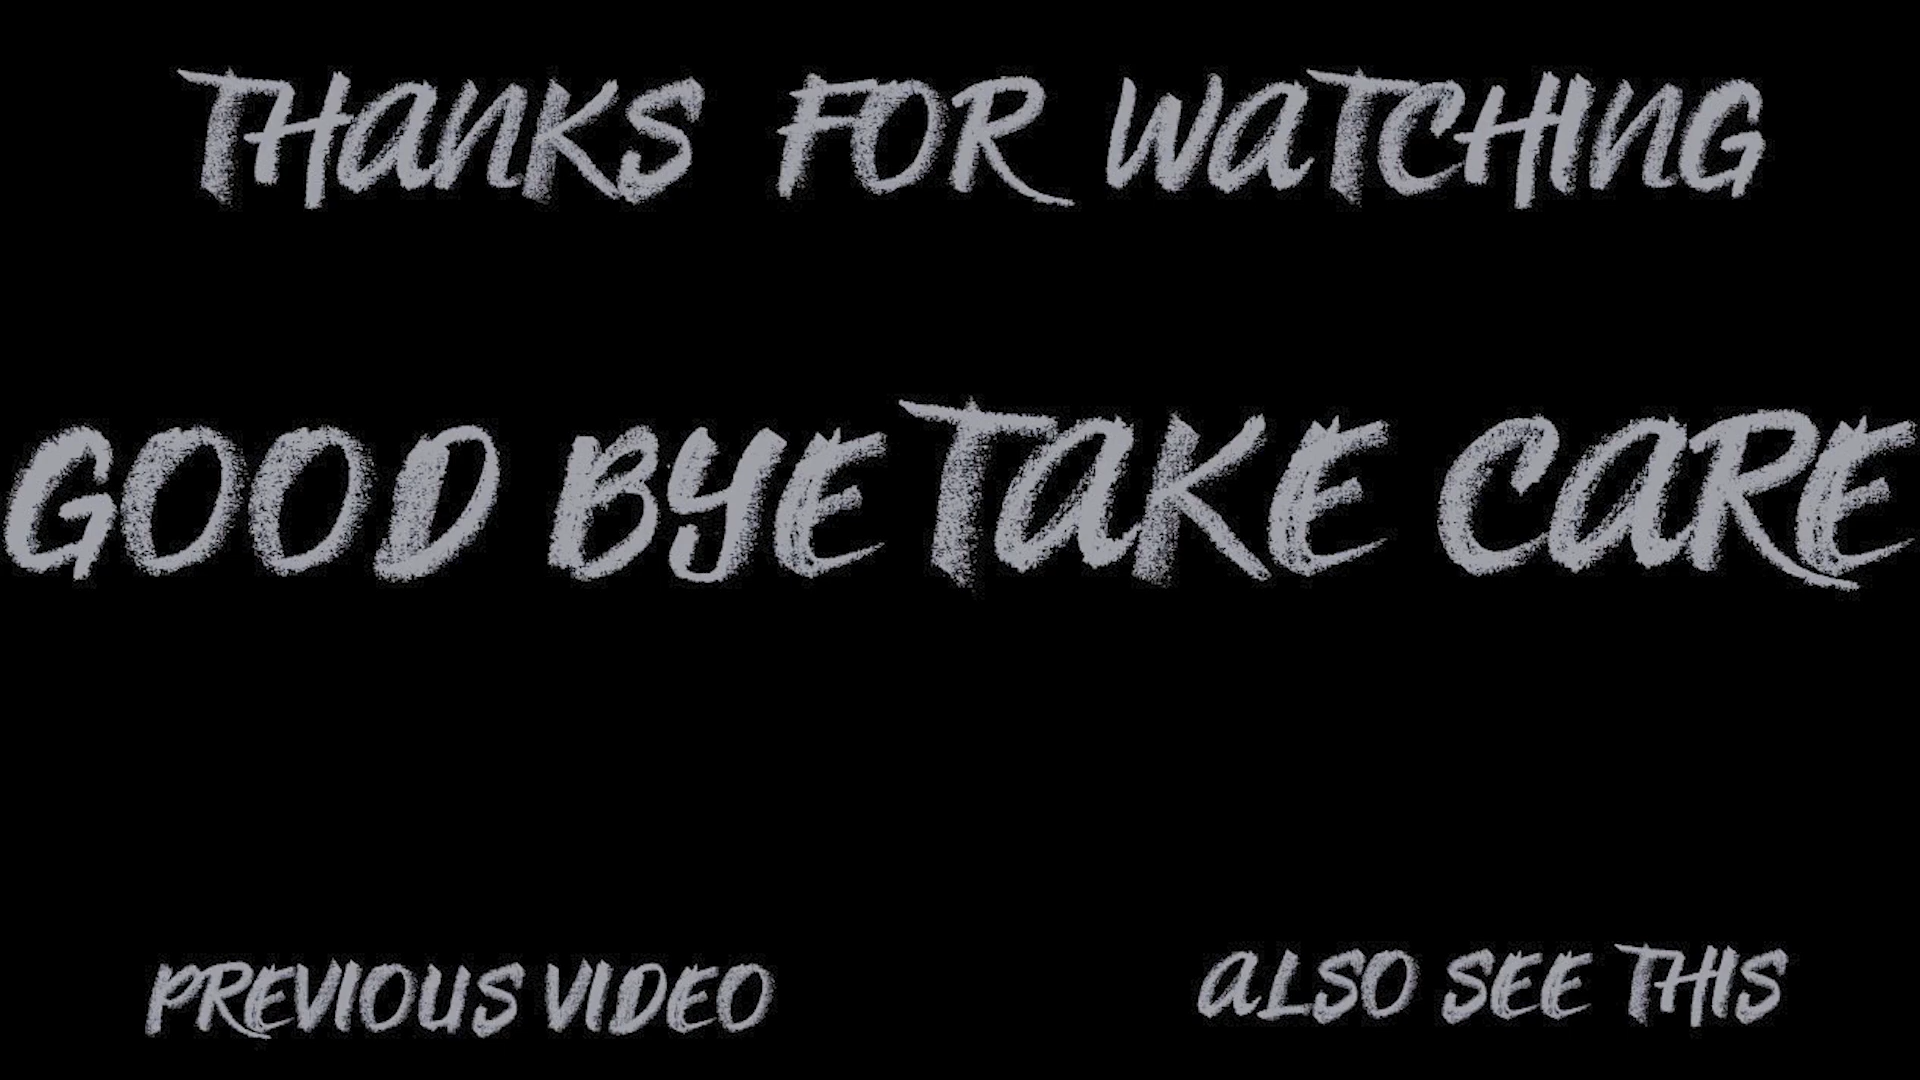 THANKS FOR WATCHING
GOOD BYE TAKE CARE
PREVIOUS VIDEO
ALSO SEE THIS